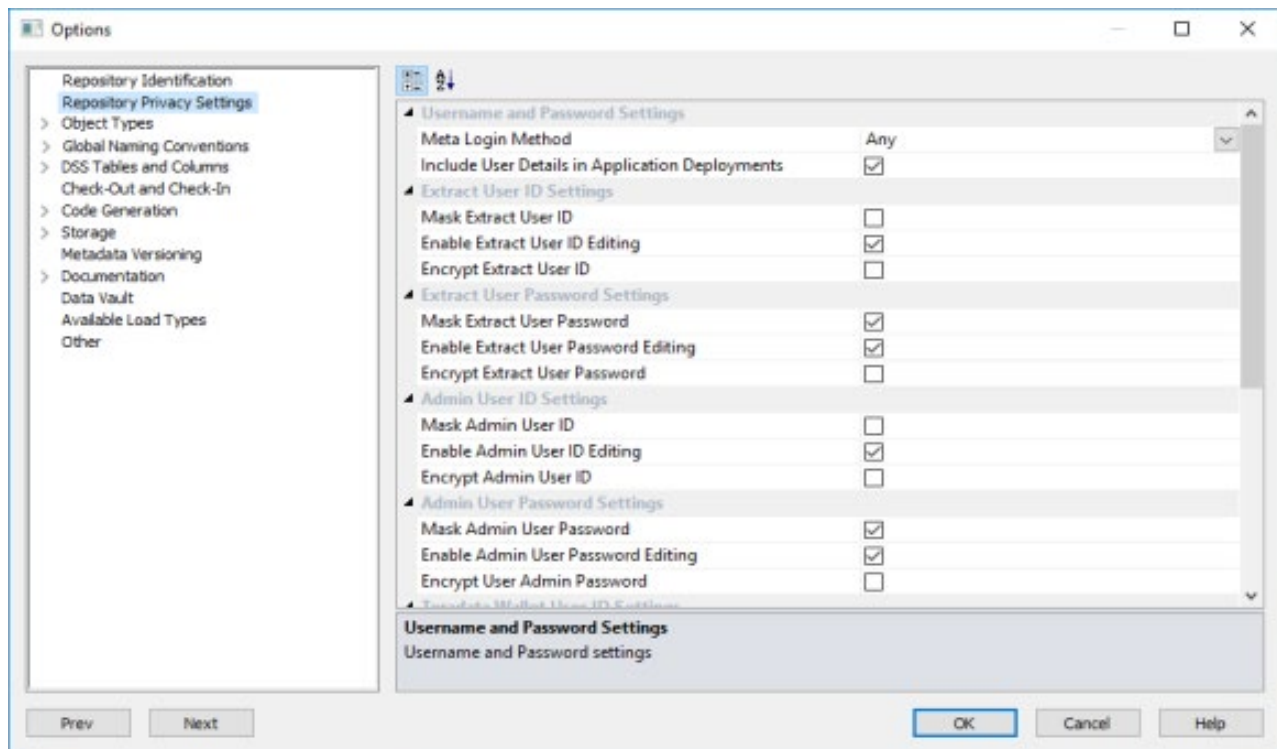 Options
Repository Identification
Repository Privacy Settings
Object Types
Global Naming Conventions
DSS Tables and Columns
Check-Out and Check-In
Code Generation
Storage
Metadata Versioning
Documentation
Data Vault
Available Load Types
Other
Username and Password Settings
Meta Login Method Any
Include User Details in Application Deployments
Extract User ID Settings
Mask Extract User ID
Enable Extract User ID Editing
Encrypt Extract User ID
Extract User Password Settings
Mask Extract User Password
Enable Extract User Password Editing
Encrypt Extract User Password
Admin User ID Settings
Mask Admin User ID
Enable Admin User ID Editing
Encrypt Admin User ID
Admin User Password Settings
Mask Admin User Password
Enable Admin User Password Editing
Encrypt User Admin Password
Teradata Wallet User ID Settings
Username and Password Settings
Username and Password settings
Prev Next OK Cancel Help